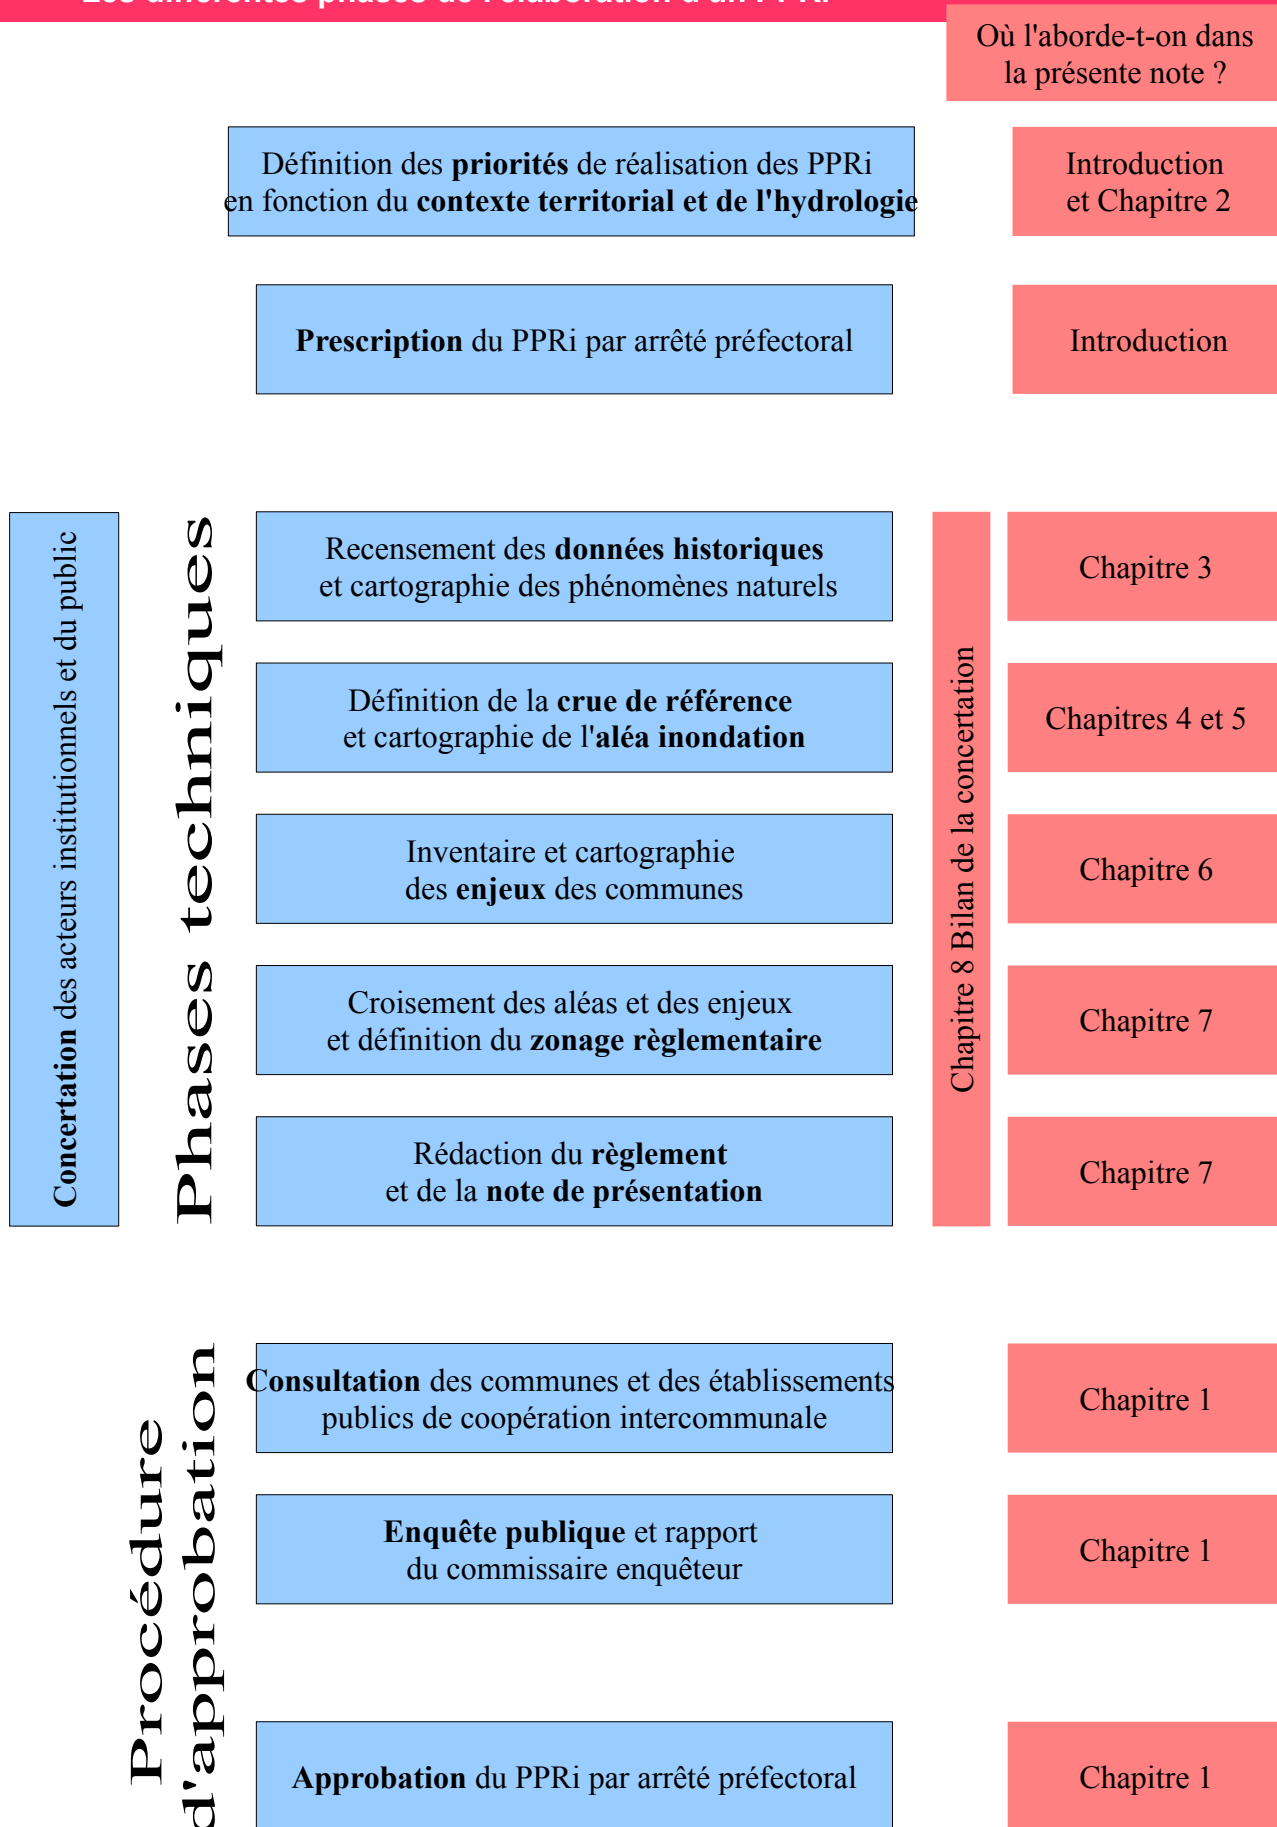 Les différentes phases de l'élaboration d'un PPRi
Où l'aborde-t-on dans
la présente note ?
Définition des priorités de réalisation des PPRi
en fonction du contexte territorial et de l'hydrologie
Introduction
et Chapitre 2
Prescription du PPRi par arrêté préfectoral
Introduction
Concertation des acteurs institutionnels et du public
Phases techniques
Recensement des données historiques
et cartographie des phénomènes naturels
Chapitre 8 Bilan de la concertation
Chapitre 3
Définition de la crue de référence
et cartographie de l'aléa inondation
Chapitres 4 et 5
Inventaire et cartographie
des enjeux des communes
Chapitre 6
Croisement des aléas et des enjeux
et définition du zonage règlementaire
Chapitre 7
Rédaction du règlement
et de la note de présentation
Chapitre 7
Procédure
d'approbation
Consultation des communes et des établissements
publics de coopération intercommunale
Chapitre 1
Enquête publique et rapport
du commissaire enquêteur
Chapitre 1
Approbation du PPRi par arrêté préfectoral
Chapitre 1